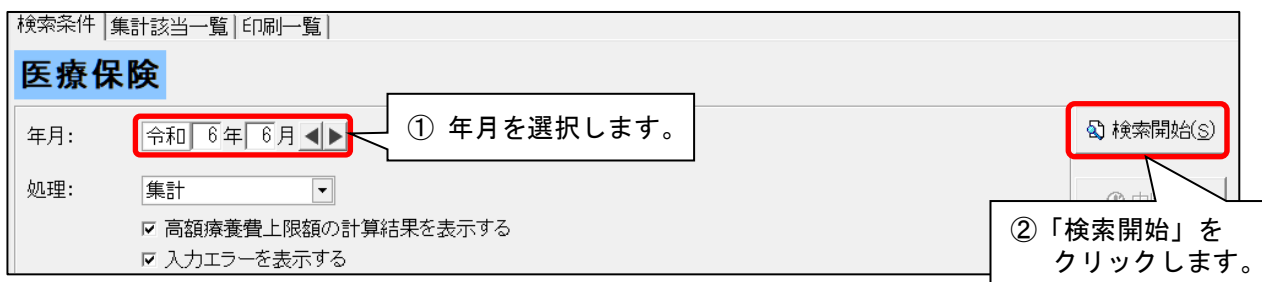 検索条件 集計該当一覧 印刷一覧
医療保険
年月: 令和 6年 6月
① 年月を選択します。
検索開始(S)
処理: 集計
高額療養費上限額の計算結果を表示する
入力エラーを表示する
②「検索開始」を
クリックします。